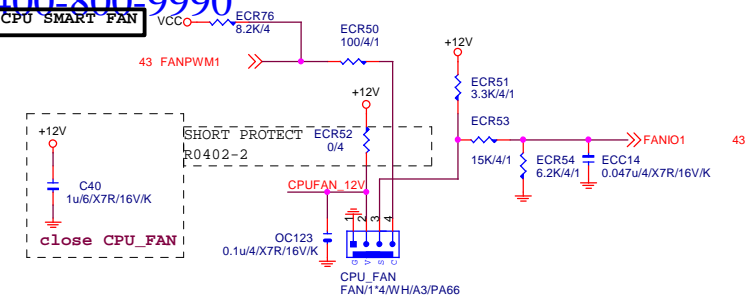 400-800-9990
CPU SMART FAN
VCC
ECR76
8.2K/4
ECR50
100/4/1
43 FANPWM1
+12V
ECR51
3.3K/4/1
+12V
+12V
SHORT PROTECT
R0402-2
ECR52
0/4
ECR53
15K/4/1
FANIO1 43
ECR54
6.2K/4/1
ECC14
0.047u/4/X7R/16V/K
C40
1u/6/X7R/16V/K
close CPU_FAN
CPUFAN_12V
OC123
0.1u/4/X7R/16V/K
1 2 3 4
G V S C
CPU_FAN
FAN/1*4/WH/A3/PA66